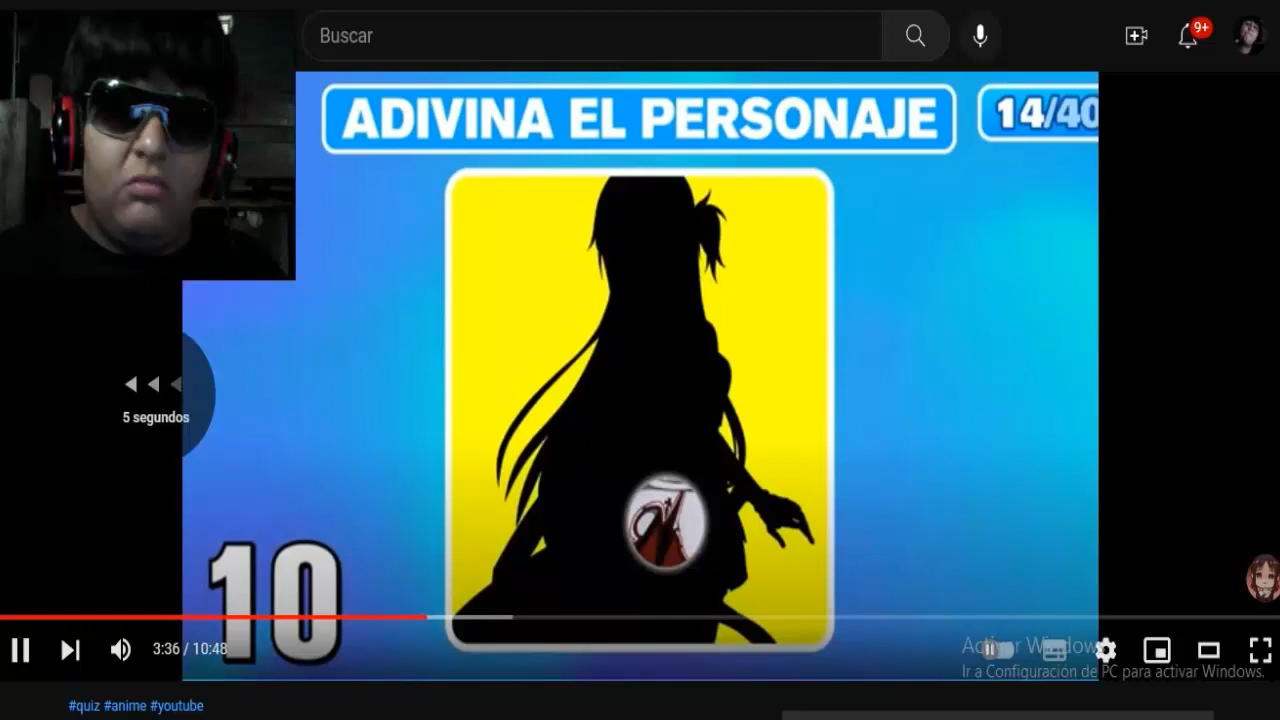 Buscar
9+
ADIVINA EL PERSONAJE
14/40
5 segundos
10
3:36 / 10:48
Activar Windows
Ir a Configuración de PC para activar Windows.
#quiz #anime #youtube